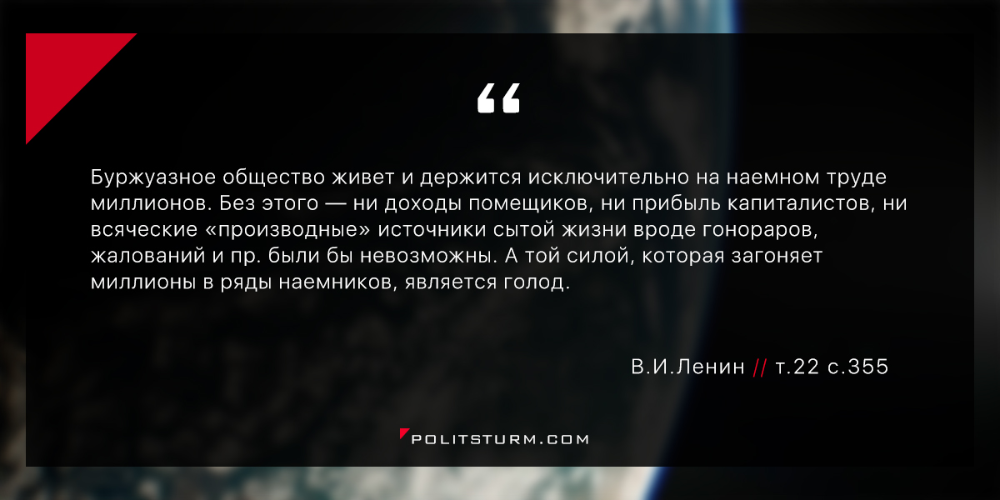 “
Буржуазное общество живет и держится исключительно на наемном труде
миллионов. Без этого — ни доходы помещиков, ни прибыль капиталистов, ни
всяческие «производные» источники сытой жизни вроде гонораров,
жалований и пр. были бы невозможны. А той силой, которая загоняет
миллионы в ряды наемников, является голод.
В.И.Ленин // т.22 с.355
POLITSTURM.COM